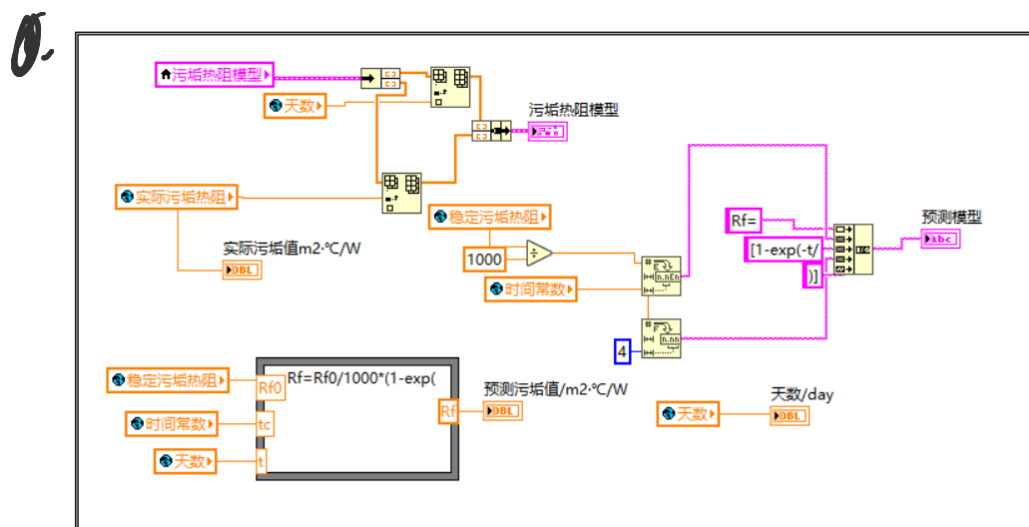 0.
污垢热阻模型
天数
污垢热阻模型
实际污垢热阻
稳定污垢热阻
实际污垢值m2·℃/W
DBL
1000
时间常数
Rf=
[1-exp(-t/
)]
预测模型
abc
4
稳定污垢热阻
时间常数
天数
Rf0
tc
t
Rf=Rf0/1000*(1-exp(
Rf
预测污垢值/m2·℃/W
DBL
天数
天数/day
DBL